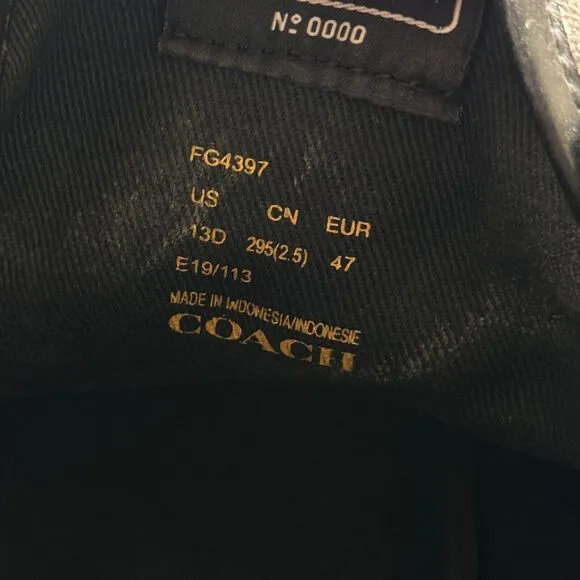 Nº 0000
FG4397
US CN EUR
13D 295(2.5) 47
E19/113
MADE IN INDONESIA/INDONESIE
COACH